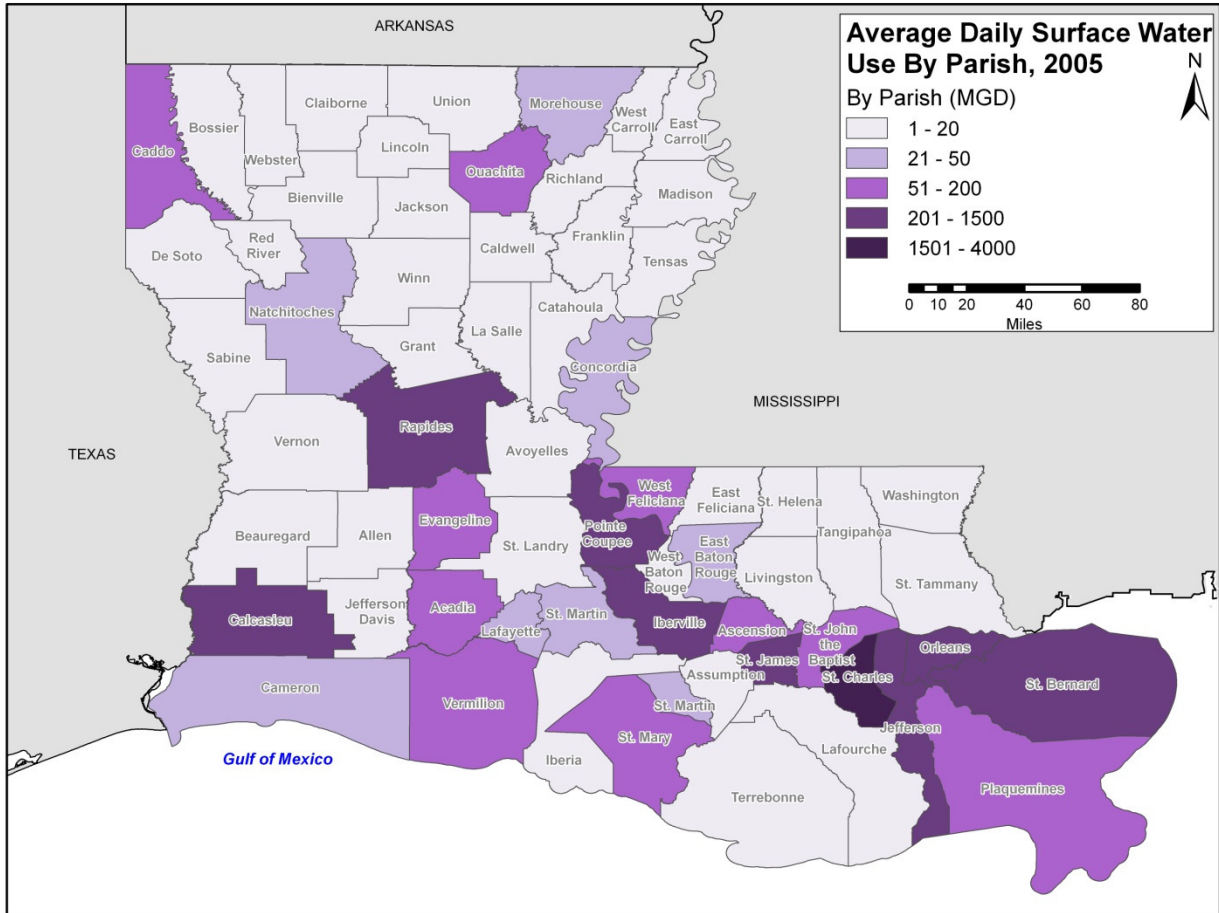 ARKANSAS
Average Daily Surface Water
Use By Parish, 2005
N
By Parish (MGD)
1 - 20
21 - 50
51 - 200
201 - 1500
1501 - 4000
0 10 20 40 60 80
Miles
Claiborne
Union
Morehouse
West
Carroll
East
Carroll
Bossier
Webster
Lincoln
Caddo
Ouachita
Richland
Madison
Bienville
Jackson
De Soto
Red
River
Caldwell
Franklin
Tensas
Winn
Natchitoches
Catahoula
La Salle
Grant
Sabine
Concordia
MISSISSIPPI
TEXAS
Vernon
Rapides
Avoyelles
West
Feliciana
East
Feliciana
St. Helena
Washington
Beauregard
Allen
Evangeline
St. Landry
Pointe
Coupee
West
Baton
Rouge
East
Baton
Rouge
Tangipahoa
Livingston
St. Tammany
Calcasieu
Jefferson
Davis
Acadia
Lafayette
St. Martin
Iberville
Ascension
St. James
St. John
the
Baptist
St. Charles
Orleans
St. Bernard
Cameron
Vermilion
Assumption
St. Martin
St. Mary
Iberia
Lafourche
Jefferson
Terrebonne
Plaquemines
Gulf of Mexico